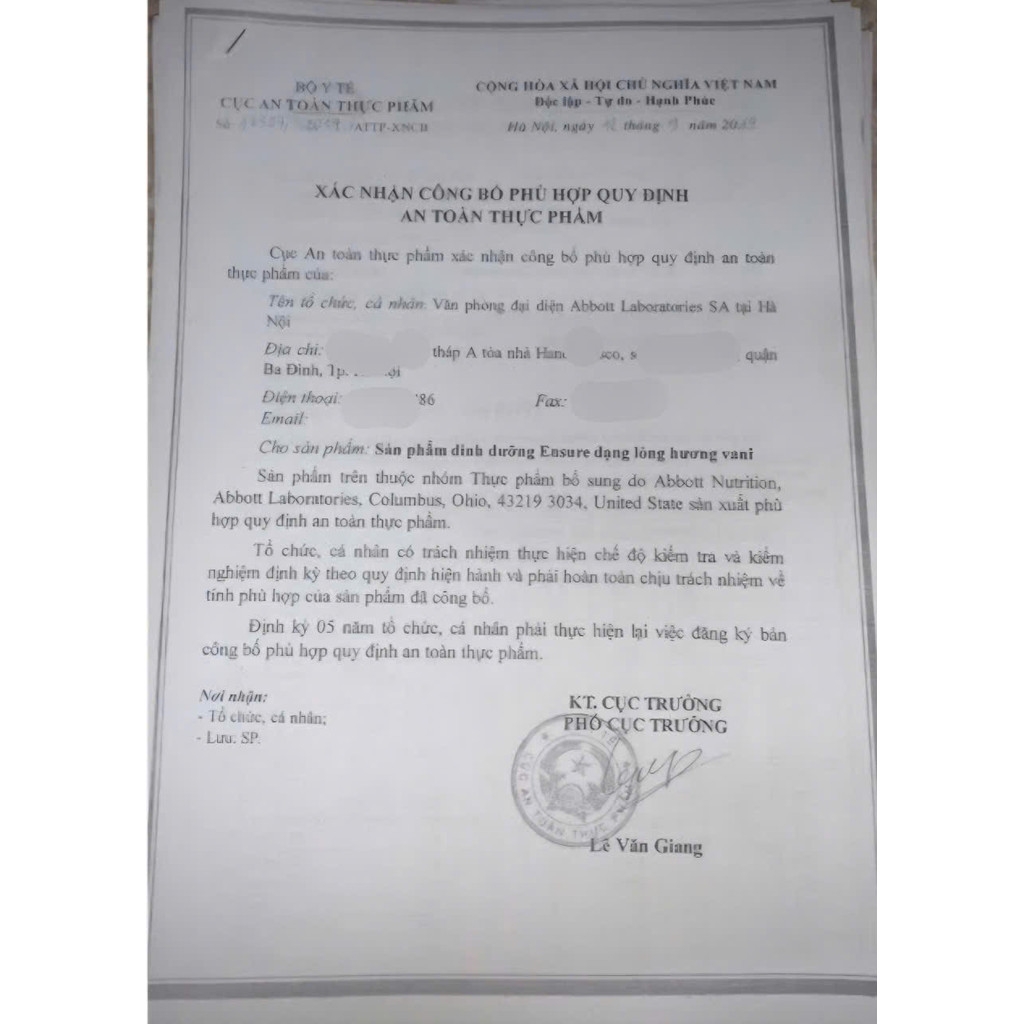 BỘ Y TẾ
CỤC AN TOÀN THỰC PHẨM
Số /ATTP-XNCB
CỘNG HÒA XÃ HỘI CHỦ NGHĨA VIỆT NAM
Độc lập - Tự do - Hạnh Phúc
Hà Nội, ngày tháng năm 20
XÁC NHẬN CÔNG BỐ PHÙ HỢP QUY ĐỊNH
AN TOÀN THỰC PHẨM
Cục An toàn thực phẩm xác nhận công bố phù hợp quy định an toàn
thực phẩm của:
Tên tổ chức, cá nhân: Văn phòng đại diện Abbott Laboratories SA tại Hà
Nội
Địa chỉ: tháp A tòa nhà quận
Ba Đình, Tp.
Điện thoại: 86 Fax:
Email:
Cho sản phẩm: Sản phẩm dinh dưỡng Ensure dạng lỏng hương vani
Sản phẩm trên thuộc nhóm Thực phẩm bổ sung do Abbott Nutrition,
Abbott Laboratories, Columbus, Ohio, 43219 3034, United State sản xuất phù
hợp quy định an toàn thực phẩm.
Tổ chức, cá nhân có trách nhiệm thực hiện chế độ kiểm tra và kiểm
nghiệm định kỳ theo quy định hiện hành và phải hoàn toàn chịu trách nhiệm về
tính phù hợp của sản phẩm đã công bố.
Định kỳ 05 năm tổ chức, cá nhân phải thực hiện lại việc đăng ký bản
công bố phù hợp quy định an toàn thực phẩm.
Nơi nhận:
- Tổ chức, cá nhân;
- Lưu: SP.
KT. CỤC TRƯỞNG
PHÓ CỤC TRƯỞNG
CỤC AN TOÀN THỰC PHẨM
Lê Văn Giang